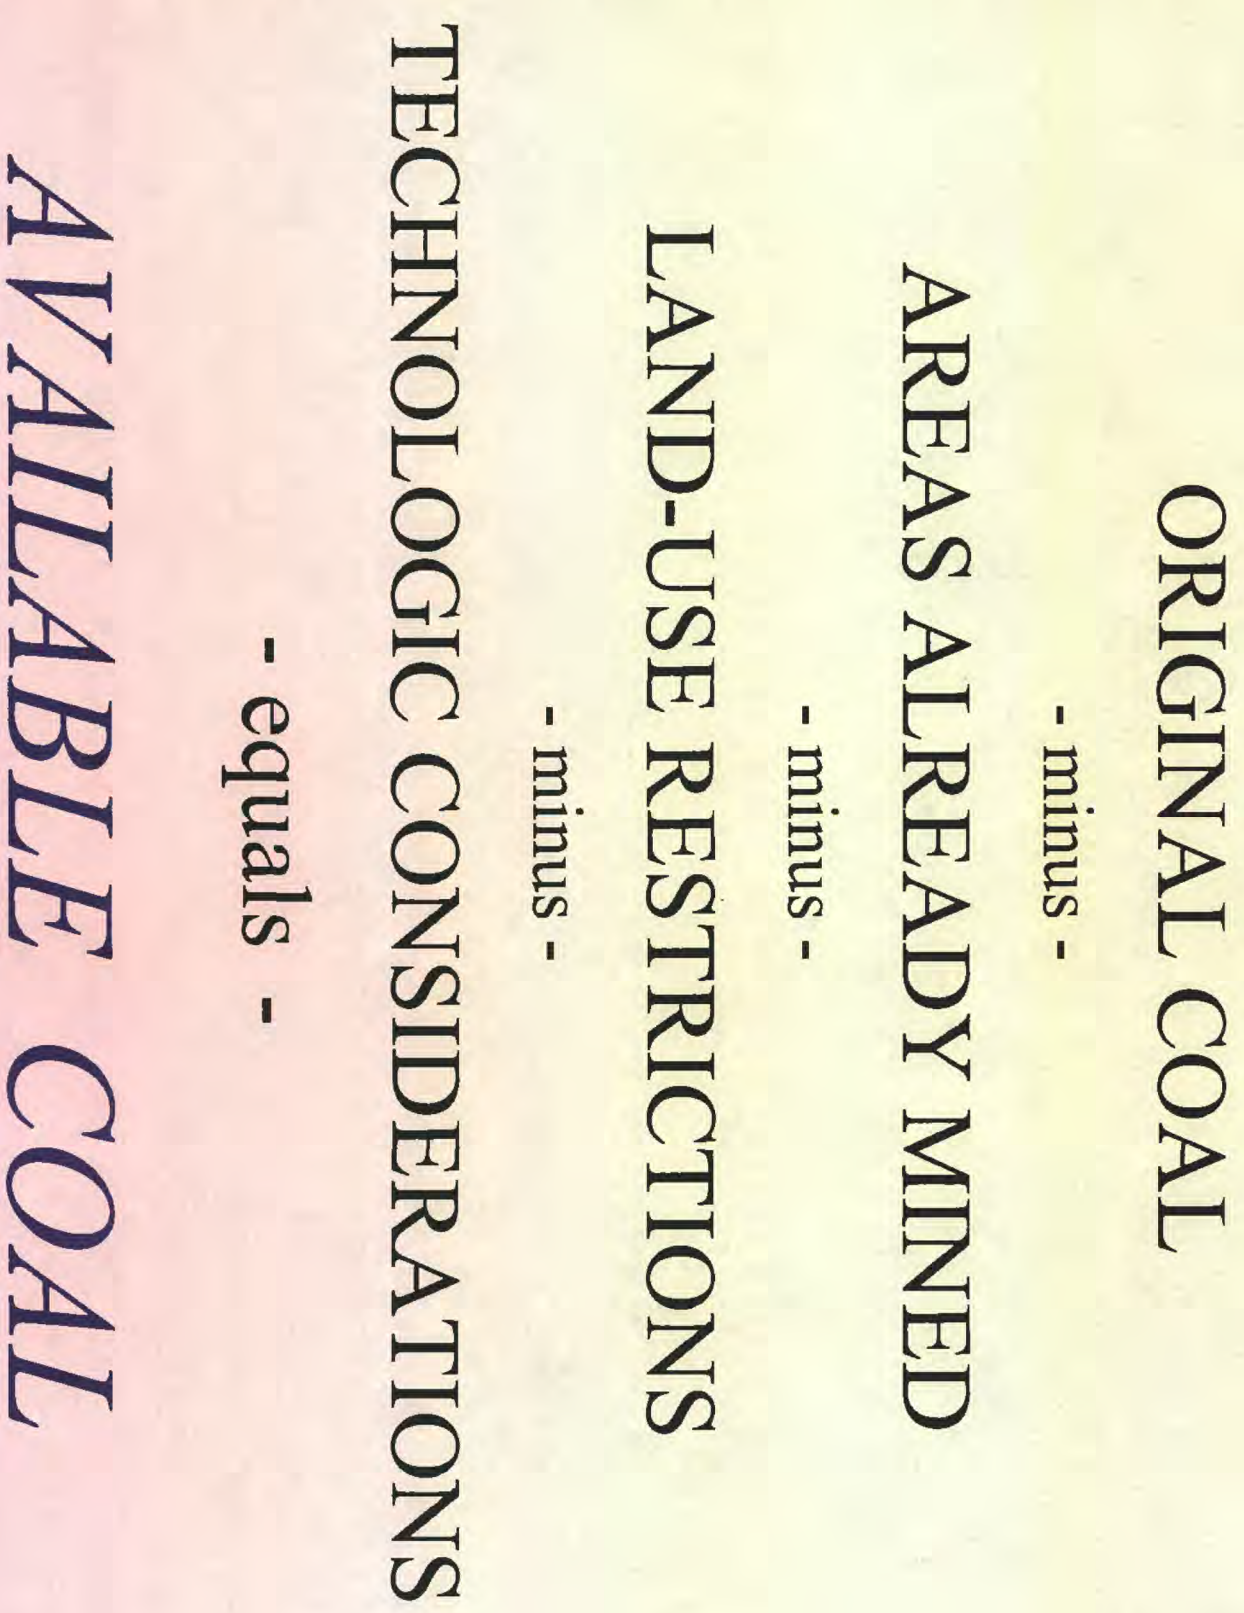 ORIGINAL COAL
- minus -
AREAS ALREADY MINED
- minus -
LAND-USE RESTRICTIONS
- minus -
TECHNOLOGIC CONSIDERATIONS
- equals -
AVAILABLE COAL